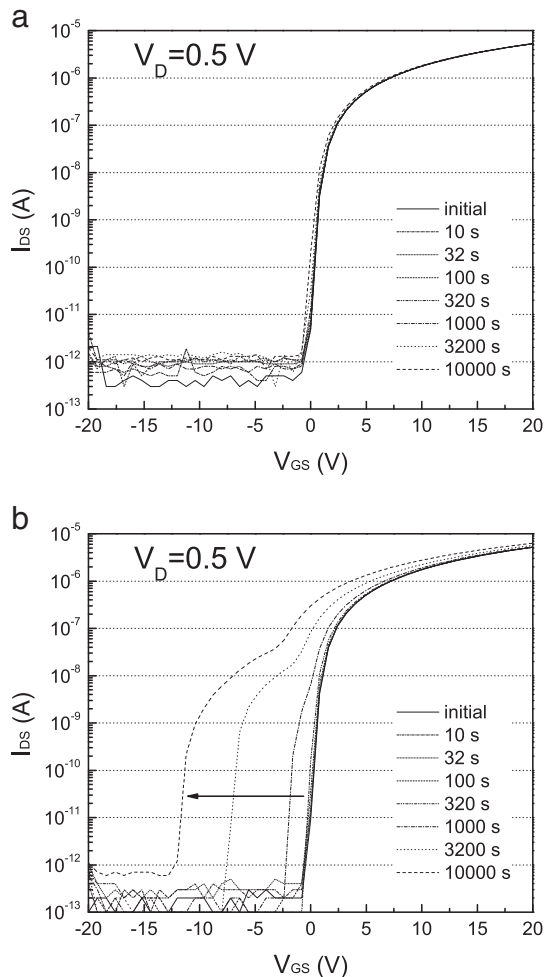 a
V_D=0.5 V
10^-5
10^-6
10^-7
10^-8
10^-9
10^-10
10^-11
10^-12
10^-13
I_DS (A)
initial
10 s
32 s
100 s
320 s
1000 s
3200 s
10000 s
-20 -15 -10 -5 0 5 10 15 20
V_GS (V)
b
V_D=0.5 V
10^-5
10^-6
10^-7
10^-8
10^-9
10^-10
10^-11
10^-12
10^-13
I_DS (A)
initial
10 s
32 s
100 s
320 s
1000 s
3200 s
10000 s
-20 -15 -10 -5 0 5 10 15 20
V_GS (V)